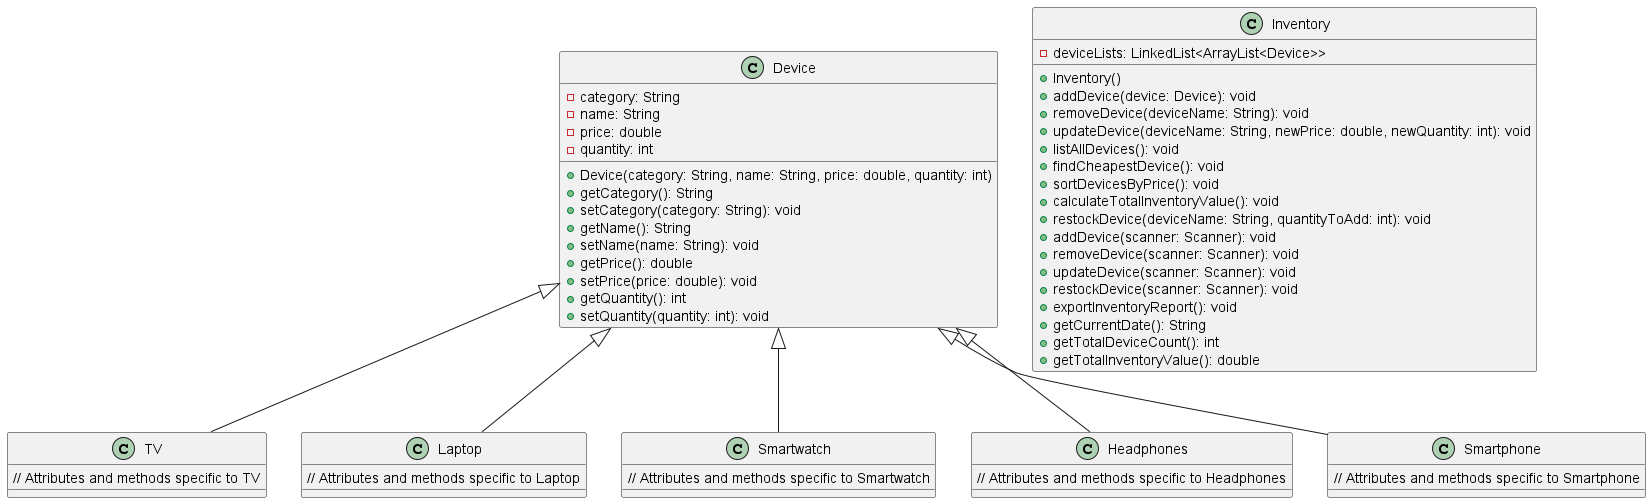 C Device
category: String
name: String
price: double
quantity: int
Device(category: String, name: String, price: double, quantity: int)
getCategory(): String
setCategory(category: String): void
getName(): String
setName(name: String): void
getPrice(): double
setPrice(price: double): void
getQuantity(): int
setQuantity(quantity: int): void
C Inventory
deviceLists: LinkedList<ArrayList<Device>>
Inventory()
addDevice(device: Device): void
removeDevice(deviceName: String): void
updateDevice(deviceName: String, newPrice: double, newQuantity: int): void
listAllDevices(): void
findCheapestDevice(): void
sortDevicesByPrice(): void
calculateTotalInventoryValue(): void
restockDevice(deviceName: String, quantityToAdd: int): void
addDevice(scanner: Scanner): void
removeDevice(scanner: Scanner): void
updateDevice(scanner: Scanner): void
restockDevice(scanner: Scanner): void
exportInventoryReport(): void
getCurrentDate(): String
getTotalDeviceCount(): int
getTotalInventoryValue(): double
C TV
// Attributes and methods specific to TV
C Laptop
// Attributes and methods specific to Laptop
C Smartwatch
// Attributes and methods specific to Smartwatch
C Headphones
// Attributes and methods specific to Headphones
C Smartphone
// Attributes and methods specific to Smartphone